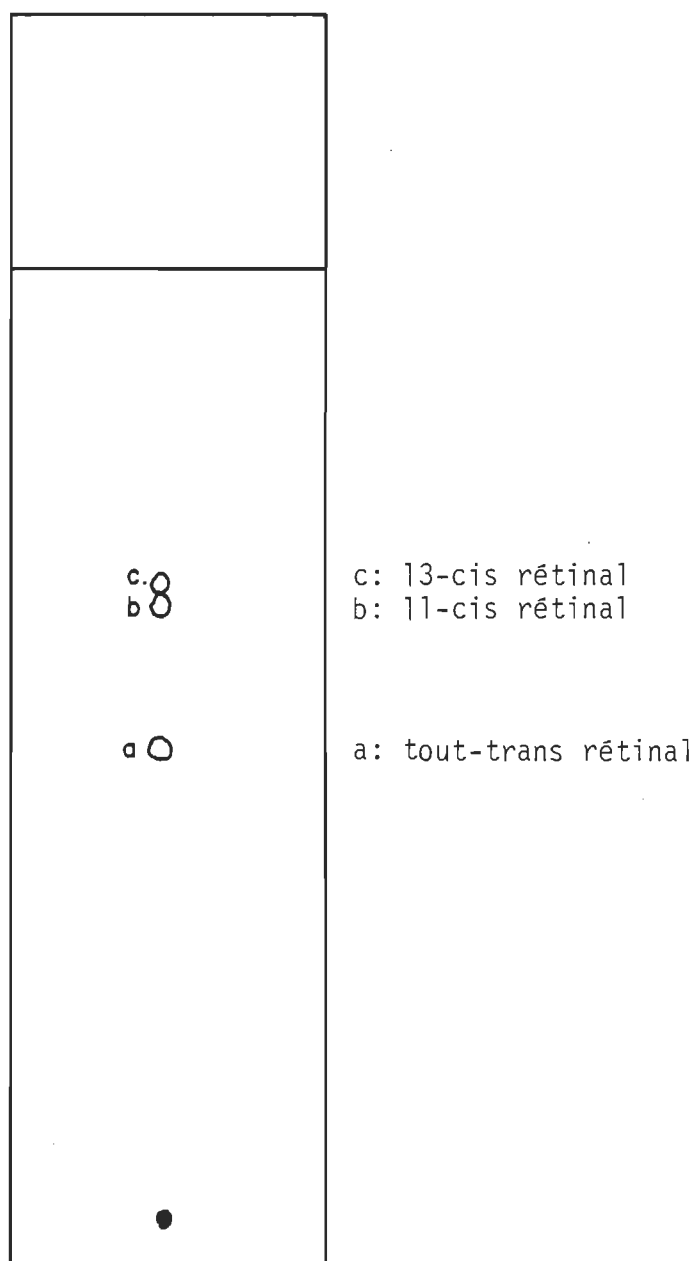 c. c: 13-cis rétinal
b b: 11-cis rétinal
a a: tout-trans rétinal